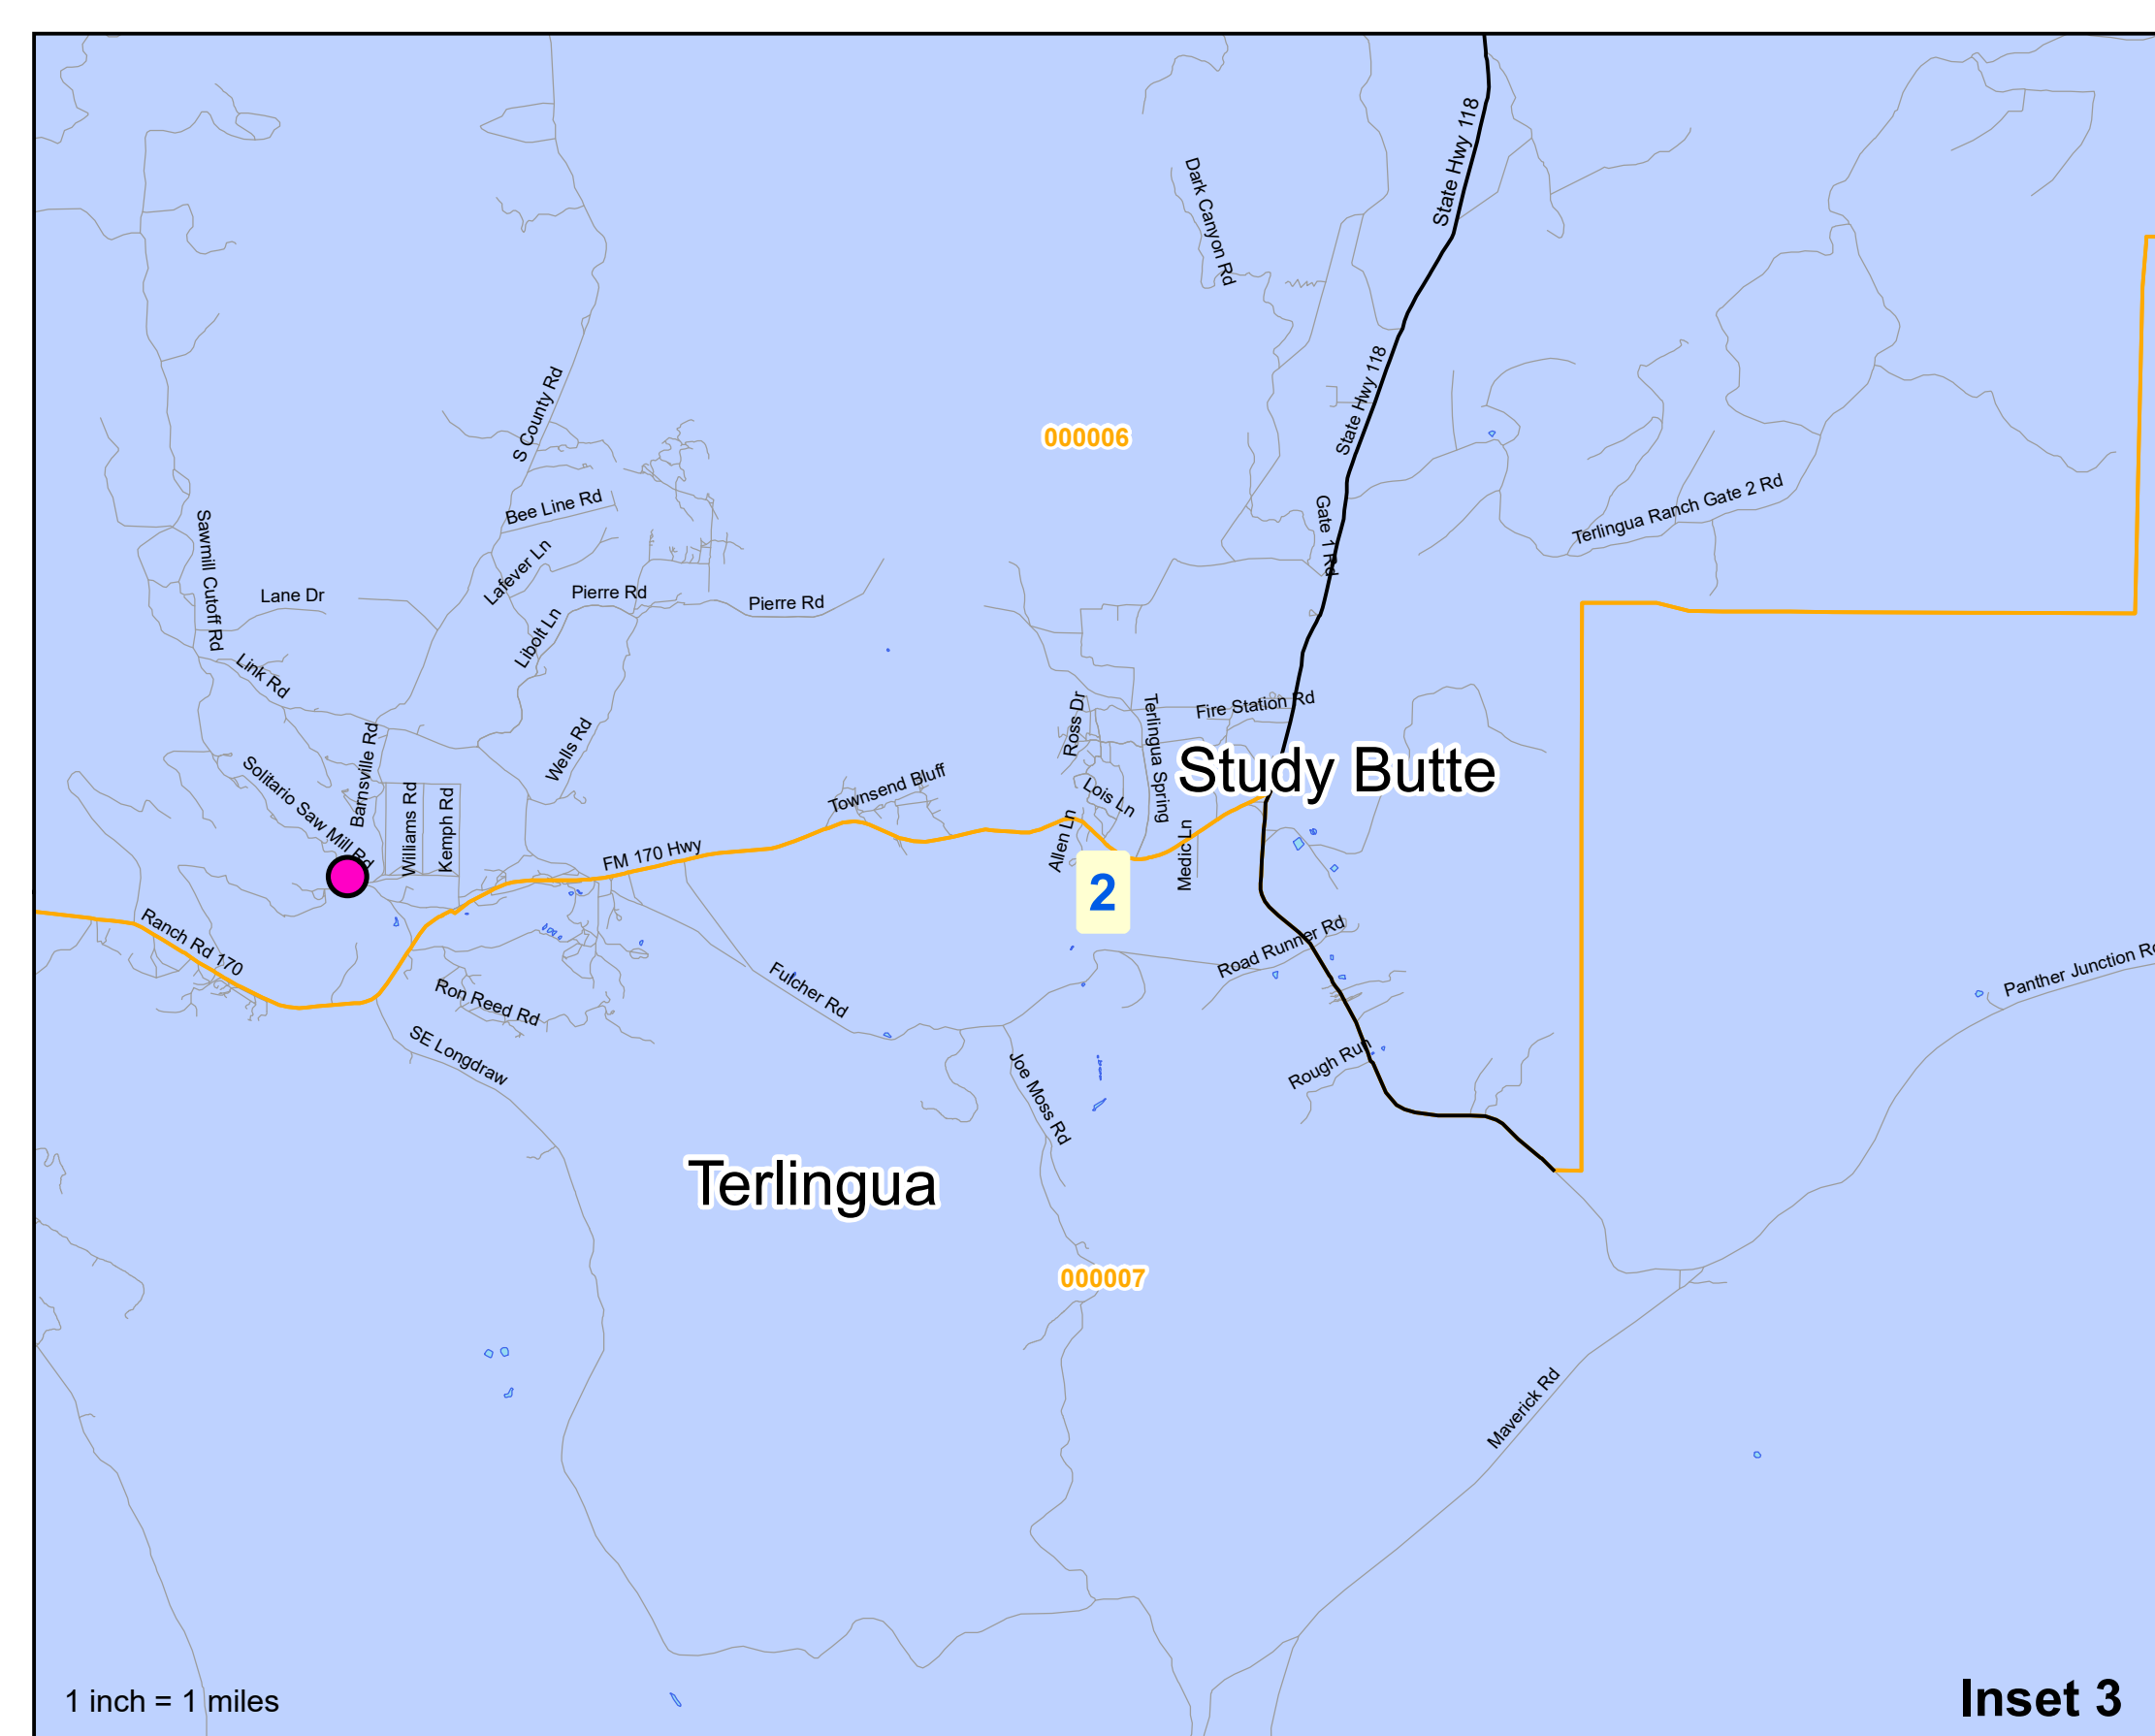 State Hwy 118
Dark Canyon Rd
State Hwy 118
S County Rd
000006
Bee Line Rd
Gate 1 Rd
Terlingua Ranch Gate 2 Rd
Sawmill Cutoff Rd
Lafever Ln
Lane Dr
Pierre Rd
Pierre Rd
Libolt Ln
Link Rd
Ross Dr
Terlingua Spring
Fire Station Rd
Wells Rd
Barnsville Rd
Solitario Saw Mill Rd
Study Butte
Townsend Bluff
Lois Ln
Williams Rd
Kemph Rd
FM 170 Hwy
Allen Ln
Medic Ln
2
Ranch Rd 170
Road Runner Rd
Panther Junction Rd
Fulcher Rd
Ron Reed Rd
SE Longdraw
Joe Moss Rd
Rough Run
Terlingua
000007
Maverick Rd
1 inch = 1 miles
Inset 3